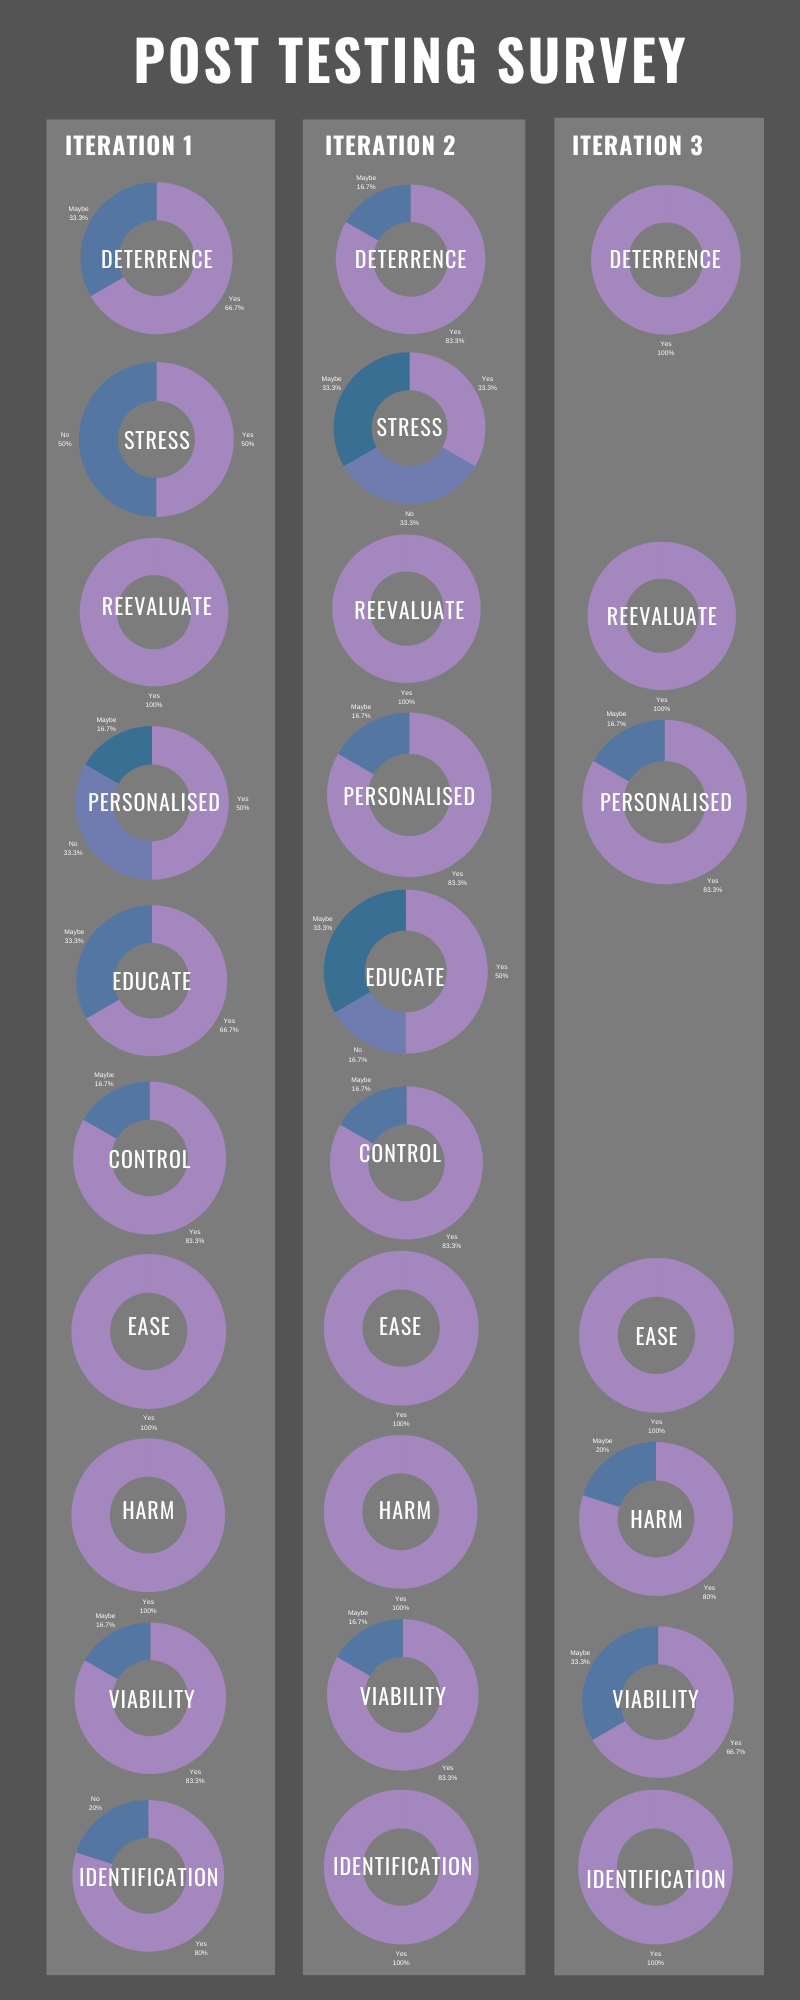 POST TESTING SURVEY
ITERATION 1
Maybe
33.3%
DETERRENCE
Yes
66.7%
No
50%
STRESS
Yes
50%
REEVALUATE
Yes
100%
Maybe
16.7%
PERSONALISED
Yes
50%
No
33.3%
Maybe
33.3%
EDUCATE
Yes
66.7%
Maybe
16.7%
CONTROL
Yes
83.3%
EASE
Yes
100%
HARM
Yes
100%
Maybe
16.7%
VIABILITY
Yes
83.3%
No
20%
IDENTIFICATION
Yes
80%
ITERATION 2
Maybe
16.7%
DETERRENCE
Yes
83.3%
Maybe
33.3%
Yes
33.3%
STRESS
No
33.3%
REEVALUATE
Yes
100%
Maybe
16.7%
PERSONALISED
Yes
83.3%
Maybe
33.3%
EDUCATE
Yes
50%
No
16.7%
Maybe
16.7%
CONTROL
Yes
83.3%
EASE
Yes
100%
HARM
Yes
100%
Maybe
16.7%
VIABILITY
Yes
83.3%
IDENTIFICATION
Yes
100%
ITERATION 3
DETERRENCE
Yes
100%
REEVALUATE
Yes
100%
Maybe
16.7%
PERSONALISED
Yes
83.3%
EASE
Yes
100%
Maybe
20%
HARM
Yes
80%
Maybe
33.3%
VIABILITY
Yes
66.7%
IDENTIFICATION
Yes
100%